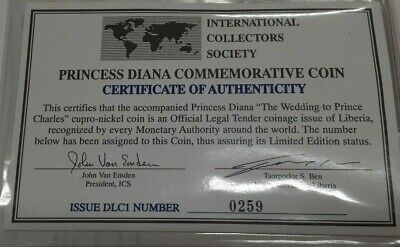 INTERNATIONAL
COLLECTORS
SOCIETY
PRINCESS DIANA COMMEMORATIVE COIN
CERTIFICATE OF AUTHENTICITY
This certifies that the accompanied Princess Diana "The Wedding to Prince
Charles" cupro-nickel coin is an Official Legal Tender coinage issue of Liberia,
recognized by every Monetary Authority around the world. The number
below has been assigned to this Coin, thus assuring its Limited Edition status.
John Van Emden
John Van Emden
S. Ben
President, ICS
Liberia
ISSUE DLC1 NUMBER 0259